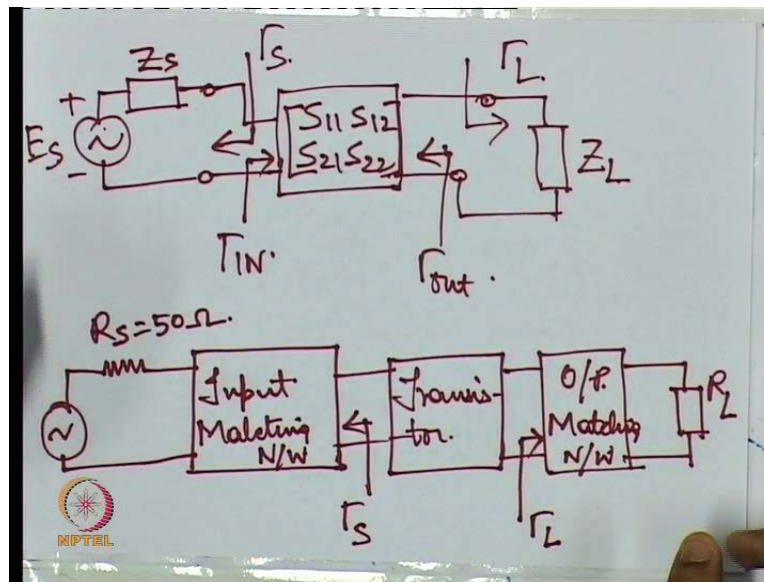 Zs
Γs.
ΓL.
+
Es
-
S11 S12
S21 S22
ZL
ΓIN.
Γout.
Rs=50Ω.
Input
Matching
N/W
Transis-
tor.
O/P.
Matching
N/W
RL
Γs
ΓL
NPTEL